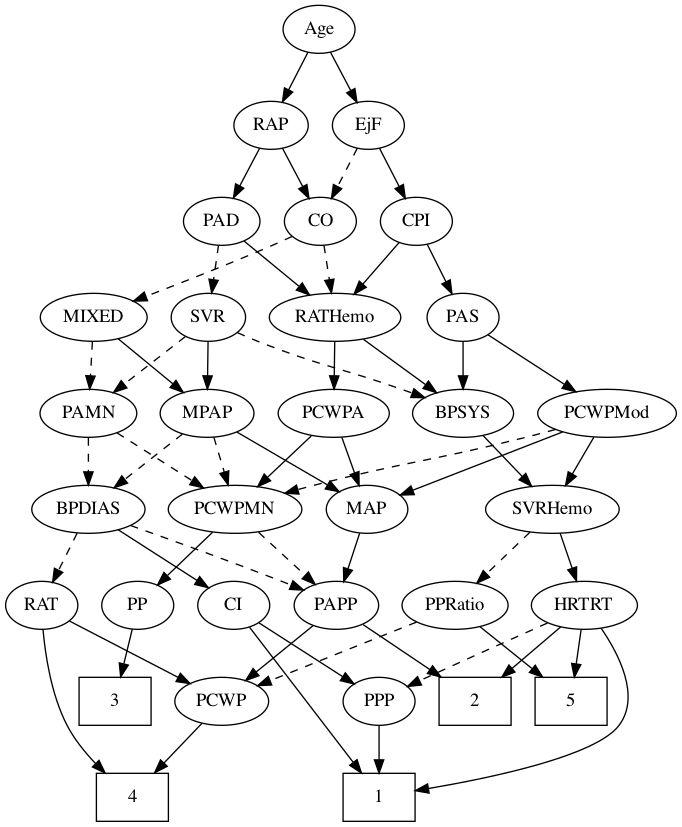 Age
RAP EjF
PAD CO CPI
MIXED SVR RATHemo PAS
PAMN MPAP PCWPA BPSYS PCWPMod
BPDIAS PCWPMN MAP SVRHemo
RAT PP CI PAPP PPRatio HRTRT
3 PCWP PPP 2 5
4 1